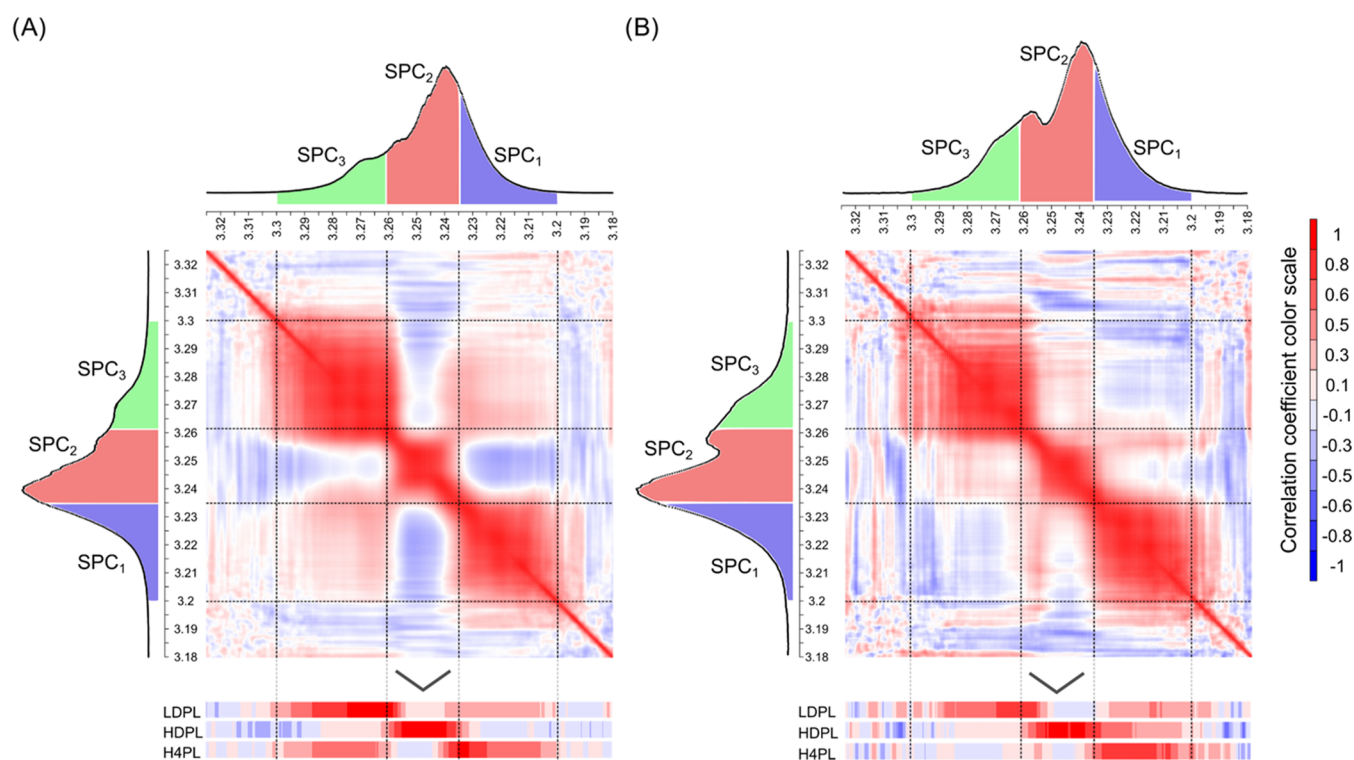 (A)
(B)
SPC2
SPC3
SPC1
3.32 3.31 3.3 3.29 3.28 3.27 3.26 3.25 3.24 3.23 3.22 3.21 3.2 3.19 3.18
SPC2
SPC3
SPC1
3.32 3.31 3.3 3.29 3.28 3.27 3.26 3.25 3.24 3.23 3.22 3.21 3.2 3.19 3.18
SPC3
SPC2
SPC1
3.32
3.31
3.3
3.29
3.28
3.27
3.26
3.25
3.24
3.23
3.22
3.21
3.2
3.19
3.18
SPC3
SPC2
SPC1
3.32
3.31
3.3
3.29
3.28
3.27
3.26
3.25
3.24
3.23
3.22
3.21
3.2
3.19
3.18
Correlation coefficient color scale
1
0.8
0.6
0.5
0.3
0.1
-0.1
-0.3
-0.5
-0.6
-0.8
-1
LDPL
HDPL
H4PL
LDPL
HDPL
H4PL